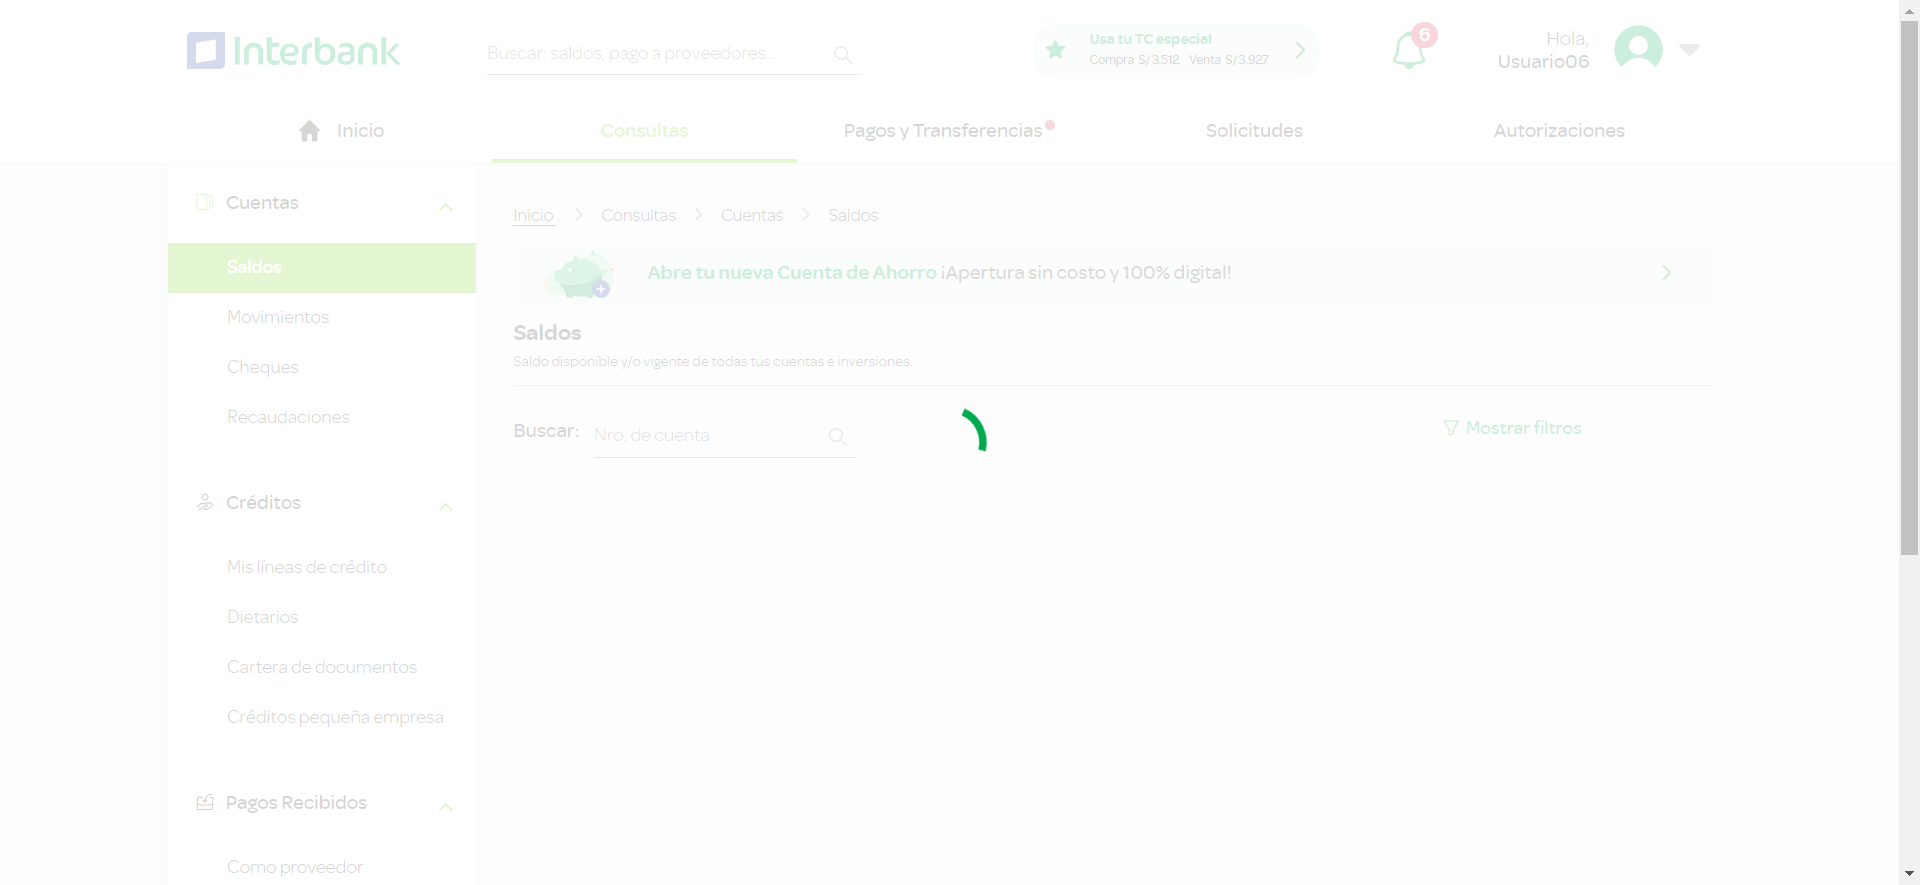 Interbank
Buscar: saldos, pago a proveedores...
Usa tu TC especial
Compra S/3.512 Venta S/3.927
6
Hola,
Usuario06
Inicio
Consultas
Pagos y Transferencias
Solicitudes
Autorizaciones
Cuentas
Saldos
Movimientos
Cheques
Recaudaciones
Créditos
Mis líneas de crédito
Dietarios
Cartera de documentos
Créditos pequeña empresa
Pagos Recibidos
Como proveedor
Inicio > Consultas > Cuentas > Saldos
Abre tu nueva Cuenta de Ahorro ¡Apertura sin costo y 100% digital!
Saldos
Saldo disponible y/o vigente de todas tus cuentas e inversiones.
Buscar: Nro. de cuenta
Mostrar filtros